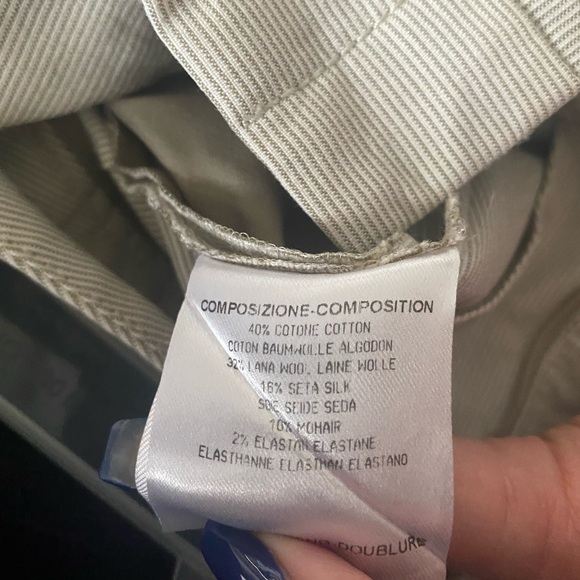 COMPOSIZIONE-COMPOSITION
40% COTONE COTTON
COTON BAUMWOLLE ALGODON
32% LANA WOOL LAINE WOLLE
16% SETA SILK
SOIE SEIDE SEDA
10% MOHAIR
2% ELASTAN ELASTANE
ELASTHANNE ELASTHAN ELASTANO
DOUBLURE